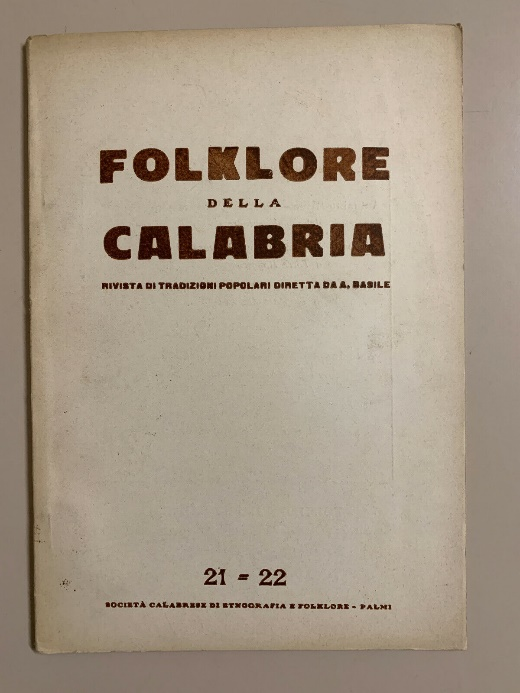 FOLKLORE
DELLA
CALABRIA
RIVISTA DI TRADIZIONI POPOLARI DIRETTA DA A. BASILE
21 = 22
SOCIETÀ CALABRESE DI ETNOGRAFIA E FOLKLORE - PALMI